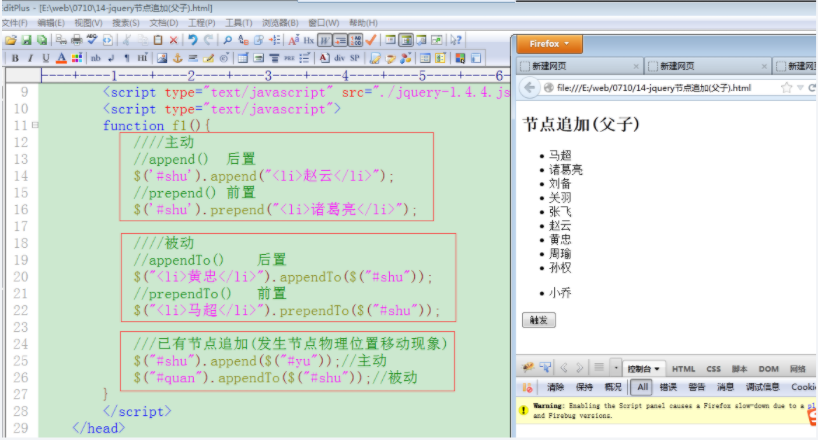 ditPlus - [E:\web\0710\14-jquery节点追加(父子).html]
文件(F) 编辑(E) 视图(V) 搜索(S) 文档(D) 工程(P) 工具(T) 浏览器(B) 窗口(W) 帮助(H)
B I U A nb PRE A div SP
----+----1----+----2----+----3----+----4----+----5----+----6-
9 <script type="text/javascript" src="./jquery-1.4.4.js
10 <script type="text/javascript">
11 function f1(){
12 ////主动
13 //append() 后置
14 $('#shu').append("<li>赵云</li>");
15 //prepend() 前置
16 $('#shu').prepend("<li>诸葛亮</li>");
17
18 ////被动
19 //appendTo() 后置
20 $("<li>黄忠</li>").appendTo($("#shu"));
21 //prependTo() 前置
22 $("<li>马超</li>").prependTo($("#shu"));
23
24 ///已有节点追加(发生节点物理位置移动现象)
25 $("#shu").append($("#yu"));//主动
26 $("#quan").appendTo($("#shu"));//被动
27 }
28 </script>
29 </head>
Firefox
新建网页 新建网页 新建网
file:///E:/web/0710/14-jquery节点追加(父子).html
节点追加(父子)
• 马超
• 诸葛亮
• 刘备
• 关羽
• 张飞
• 赵云
• 黄忠
• 周瑜
• 孙权
• 小乔
触发
控制台 HTML CSS 脚本 DOM 网络
清除 保持 概况 All 错误 警告 消息 调试信息 Cooki
Warning: Enabling the Script panel causes a Firefox slow-down due to a pl
and Firebug versions.